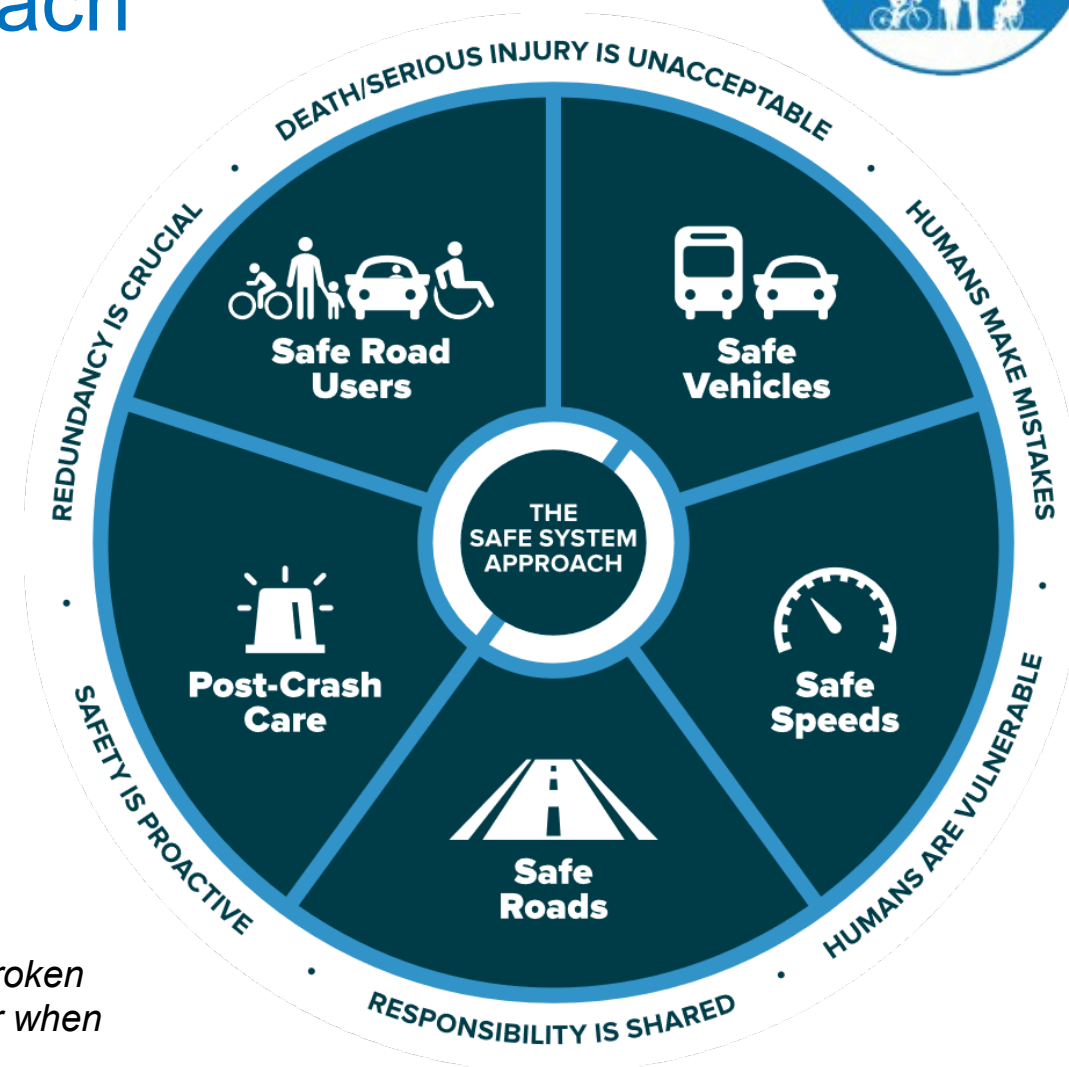 ach
DEATH/SERIOUS INJURY IS UNACCEPTABLE
HUMANS MAKE MISTAKES
HUMANS ARE VULNERABLE
RESPONSIBILITY IS SHARED
SAFETY IS PROACTIVE
REDUNDANCY IS CRUCIAL
Safe Road
Users
Safe
Vehicles
THE
SAFE SYSTEM
APPROACH
Safe
Speeds
Safe
Roads
Post-Crash
Care
roken
r when